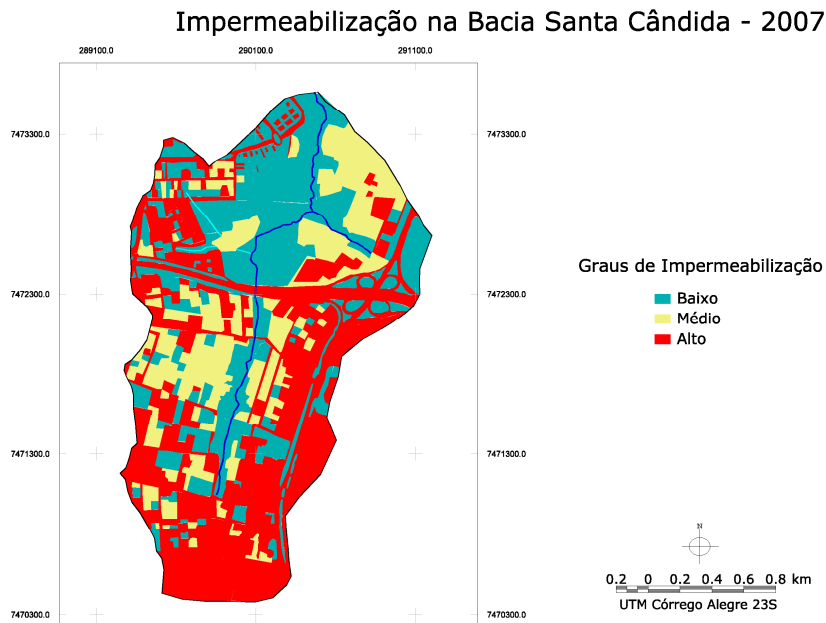 Impermeabilização na Bacia Santa Cândida - 2007
289100.0 290100.0 291100.0
7473300.0 7473300.0
Graus de Impermeabilização
7472300.0 7472300.0
Baixo
Médio
Alto
7471300.0 7471300.0
N
0.2 0 0.2 0.4 0.6 0.8 km
UTM Córrego Alegre 23S
7470300.0 7470300.0